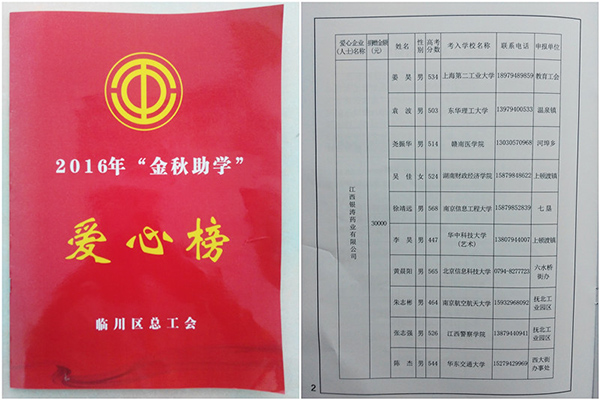 2016年“金秋助学”
爱心榜
临川区总工会
爱心企业(人士)名称 捐赠金额(元) 姓名 性别 高考分数 考入学校名称 联系电话 申报单位
江西银涛药业有限公司 30000
姜昊 男 534 上海第二工业大学 18979489859 教育工会
袁波 男 503 东华理工大学 13979400533 温泉镇
尧振华 男 514 赣南医学院 13030570968 河埠乡
吴佳 女 524 湖南财政经济学院 15879848622 上顿渡镇
徐靖远 男 568 南京信息工程大学 15879852839 七星
李昊 男 447 华中科技大学(艺术) 13807944007 上顿渡镇
黄晨阳 男 565 北京信息科技大学 0794-8277723 六水桥街办
朱志彬 男 464 南京航空航天大学 15932968092 抚北工业园区
张志强 男 526 江西警察学院 13879440941 抚北工业园区
陈杰 男 544 华东交通大学 15279429969 西大街办事处
2